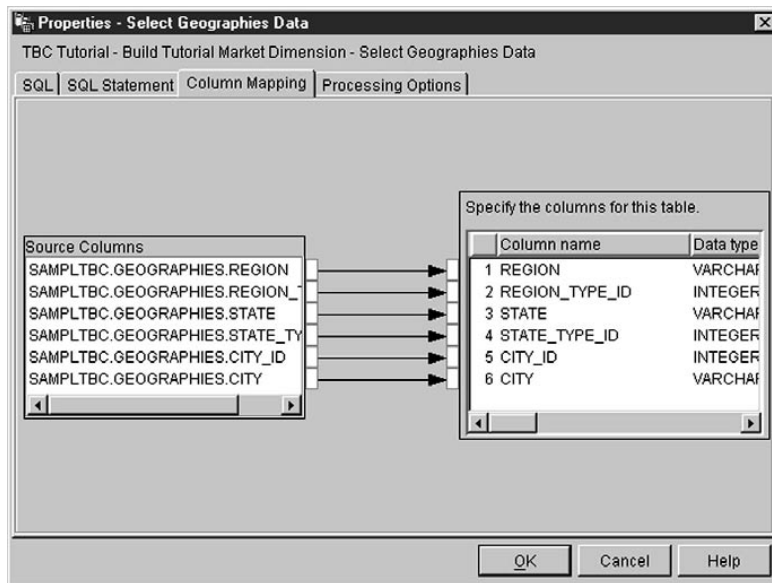 Properties - Select Geographies Data
TBC Tutorial - Build Tutorial Market Dimension - Select Geographies Data
SQL SQL Statement Column Mapping Processing Options
Specify the columns for this table.
Source Columns
SAMPLTBC.GEOGRAPHIES.REGION
SAMPLTBC.GEOGRAPHIES.REGION_T
SAMPLTBC.GEOGRAPHIES.STATE
SAMPLTBC.GEOGRAPHIES.STATE_TY
SAMPLTBC.GEOGRAPHIES.CITY_ID
SAMPLTBC.GEOGRAPHIES.CITY
Column name Data type
1 REGION VARCHAR
2 REGION_TYPE_ID INTEGER
3 STATE VARCHAR
4 STATE_TYPE_ID INTEGER
5 CITY_ID INTEGER
6 CITY VARCHAR
OK Cancel Help